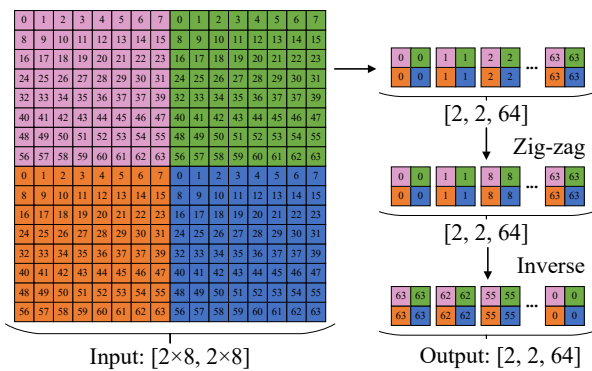 0 1 2 3 4 5 6 7 0 1 2 3 4 5 6 7
8 9 10 11 12 13 14 15 8 9 10 11 12 13 14 15
16 17 18 19 20 21 22 23 16 17 18 19 20 21 22 23
24 25 26 27 28 29 30 31 24 25 26 27 28 29 30 31
32 33 34 35 36 37 37 39 32 33 34 35 36 37 37 39
40 41 42 43 44 45 46 47 40 41 42 43 44 45 46 47
48 49 50 51 52 53 54 55 48 49 50 51 52 53 54 55
56 57 58 59 60 61 62 63 56 57 58 59 60 61 62 63
0 1 2 3 4 5 6 7 0 1 2 3 4 5 6 7
8 9 10 11 12 13 14 15 8 9 10 11 12 13 14 15
16 17 18 19 20 21 22 23 16 17 18 19 20 21 22 23
24 25 26 27 28 29 30 31 24 25 26 27 28 29 30 31
32 33 34 35 36 37 37 39 32 33 34 35 36 37 37 39
40 41 42 43 44 45 46 47 40 41 42 43 44 45 46 47
48 49 50 51 52 53 54 55 48 49 50 51 52 53 54 55
56 57 58 59 60 61 62 63 56 57 58 59 60 61 62 63
Input: [2×8, 2×8]
0 0 1 1 2 2 ... 63 63
0 0 1 1 2 2 63 63
[2, 2, 64]
Zig-zag
0 0 1 1 8 8 ... 63 63
0 0 1 1 8 8 63 63
[2, 2, 64]
Inverse
63 63 62 62 55 55 ... 0 0
63 63 62 62 55 55 0 0
Output: [2, 2, 64]